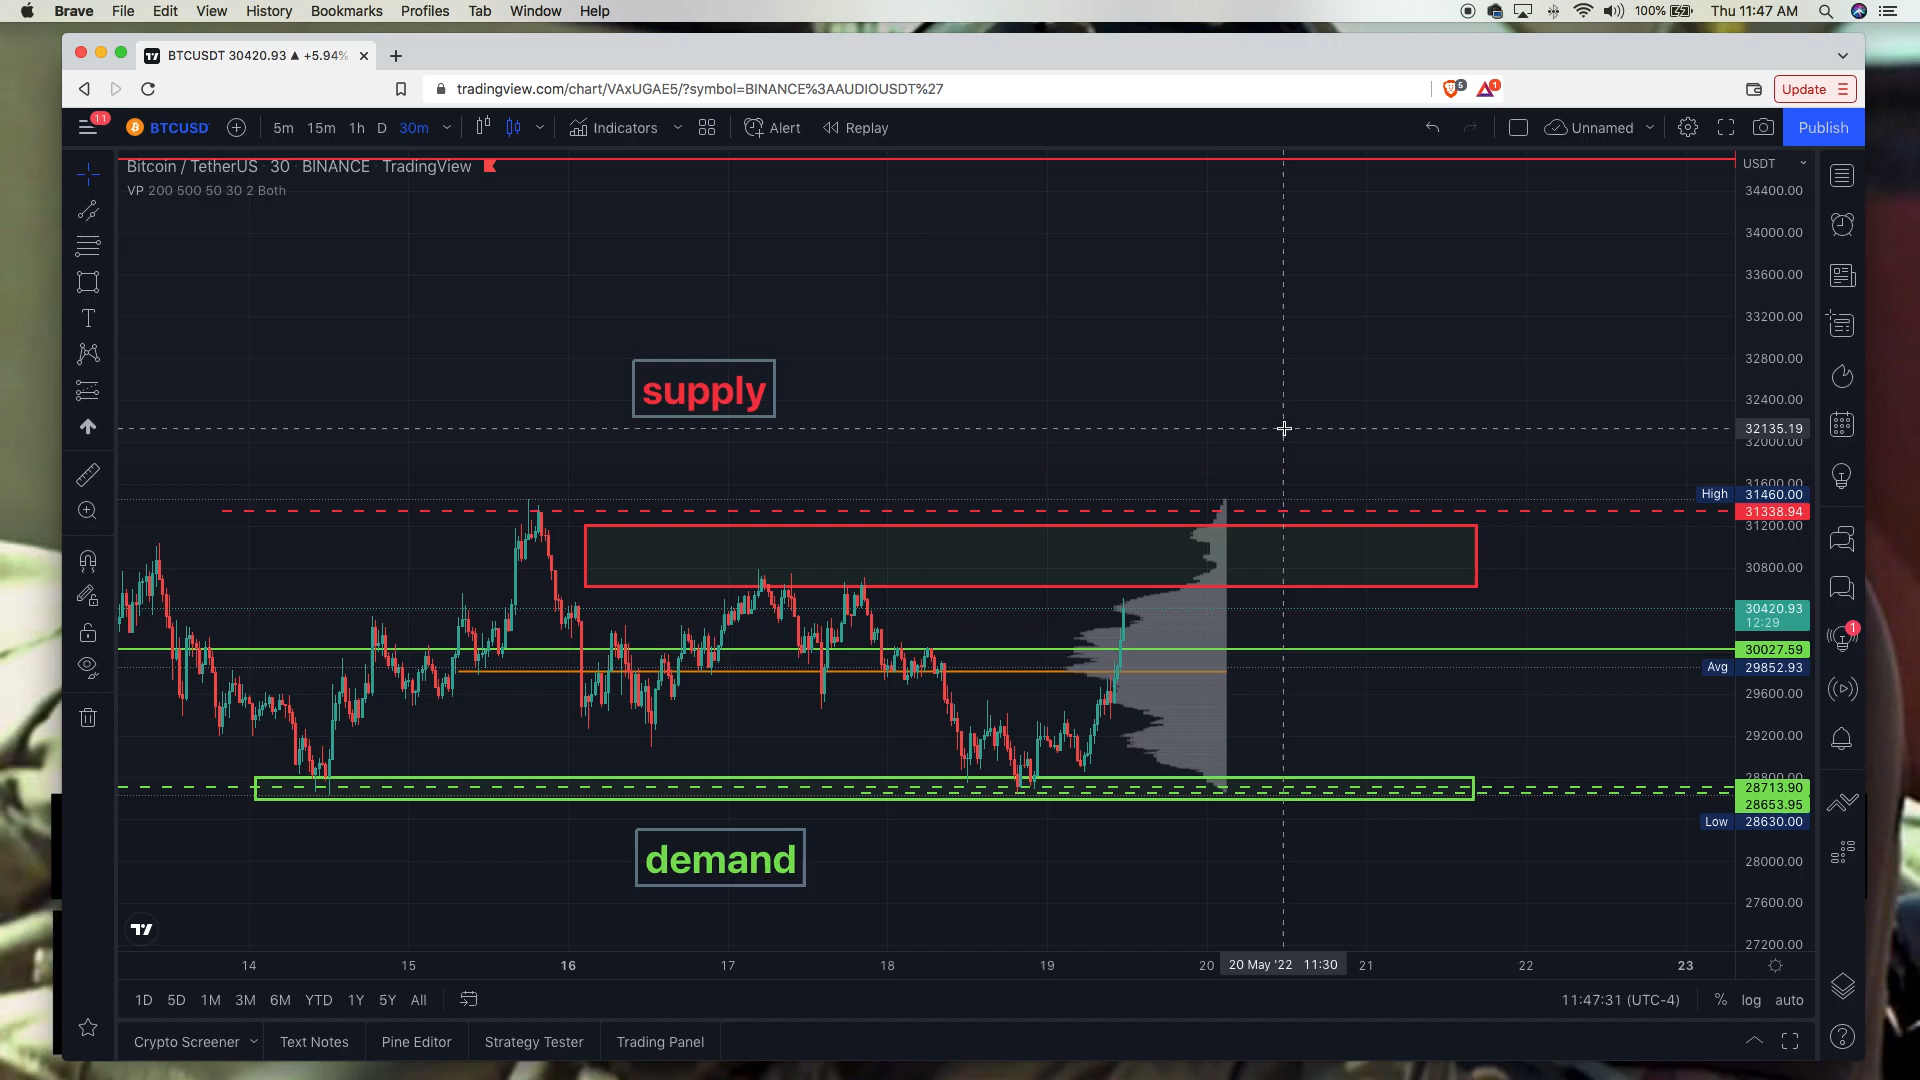 Brave File Edit View History Bookmarks Profiles Tab Window Help 100% Thu 11:47 AM
BTCUSDT 30420.93 ▲ +5.94%
tradingview.com/chart/VAxUGAE5/?symbol=BINANCE%3AAUDIOUSDT%27 5 1 Update
11 BTCUSD 5m 15m 1h D 30m Indicators Alert Replay Unnamed Publish
Bitcoin / TetherUS · 30 · BINANCE · TradingView
VP 200 500 50 30 2 Both
USDT
34400.00
34000.00
33600.00
33200.00
32800.00
supply
32400.00
32135.19
32000.00
31600.00
High 31460.00
31338.94
31200.00
30800.00
30420.93
12:29
30027.59
1
Avg 29852.93
29600.00
29200.00
28800.00
28713.90
28653.95
Low 28630.00
demand
28000.00
27600.00
27200.00
14 15 16 17 18 19 20 20 May '22 11:30 21 22 23
1D 5D 1M 3M 6M YTD 1Y 5Y All 11:47:31 (UTC-4) % log auto
Crypto Screener Text Notes Pine Editor Strategy Tester Trading Panel